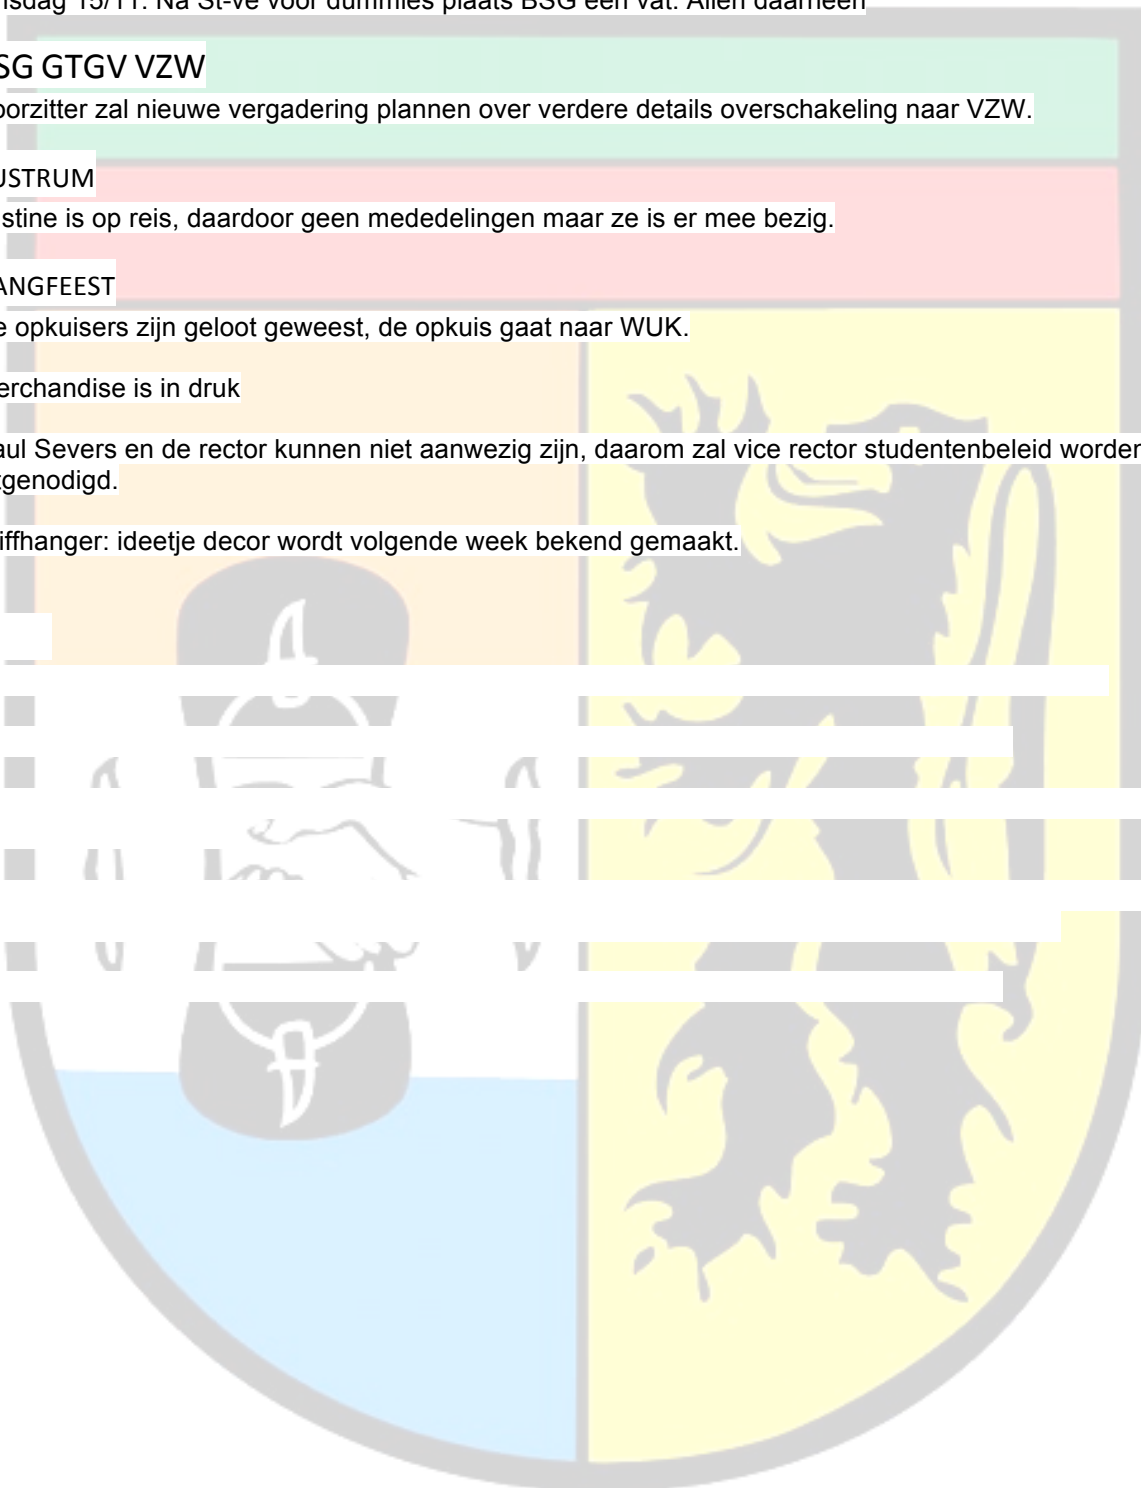 nsdag 15/11: Na St-ve voor dummies plaats BSG een vat. Allen daarheen
SG GTGV VZW
oorzitter zal nieuwe vergadering plannen over verdere details overschakeling naar VZW.
USTRUM
stine is op reis, daardoor geen mededelingen maar ze is er mee bezig.
ANGFEEST
e opkuisers zijn geloot geweest, de opkuis gaat naar WUK.
erchandise is in druk
aul Severs en de rector kunnen niet aanwezig zijn, daarom zal vice rector studentenbeleid worden
tgenodigd.
iffhanger: ideetje decor wordt volgende week bekend gemaakt.